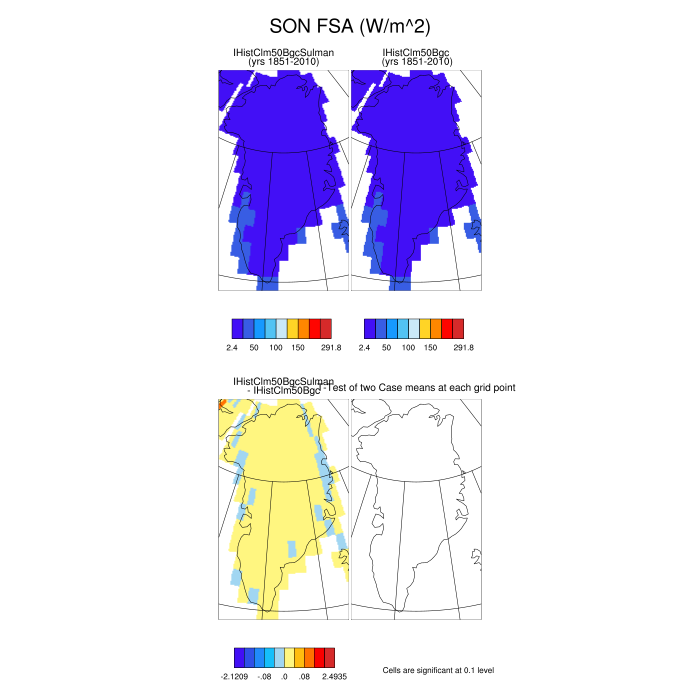 SON FSA (W/m^2)
IHistClm50BgcSulman
(yrs 1851-2010)
IHistClm50Bgc
(yrs 1851-2010)
2.4 50 100 150 291.8
2.4 50 100 150 291.8
IHistClm50BgcSulman
- IHistClm50Bgc
T-Test of two Case means at each grid point
-2.1209 -.08 .0 .08 2.4935
Cells are significant at 0.1 level